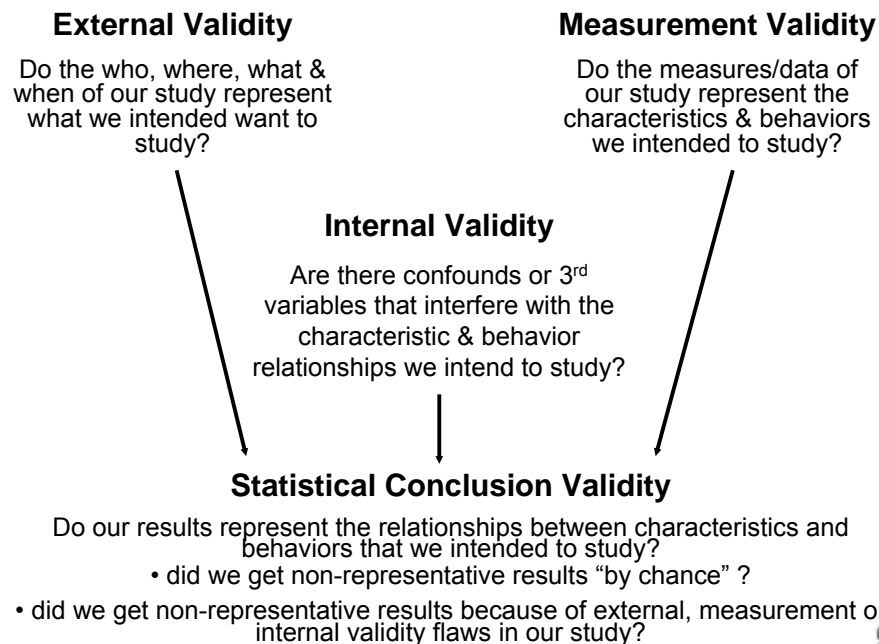 External Validity
Do the who, where, what &
when of our study represent
what we intended want to
study?
Measurement Validity
Do the measures/data of
our study represent the
characteristics & behaviors
we intended to study?
Internal Validity
Are there confounds or 3rd
variables that interfere with the
characteristic & behavior
relationships we intend to study?
Statistical Conclusion Validity
Do our results represent the relationships between characteristics and
behaviors that we intended to study?
• did we get non-representative results “by chance” ?
• did we get non-representative results because of external, measurement o
internal validity flaws in our study?